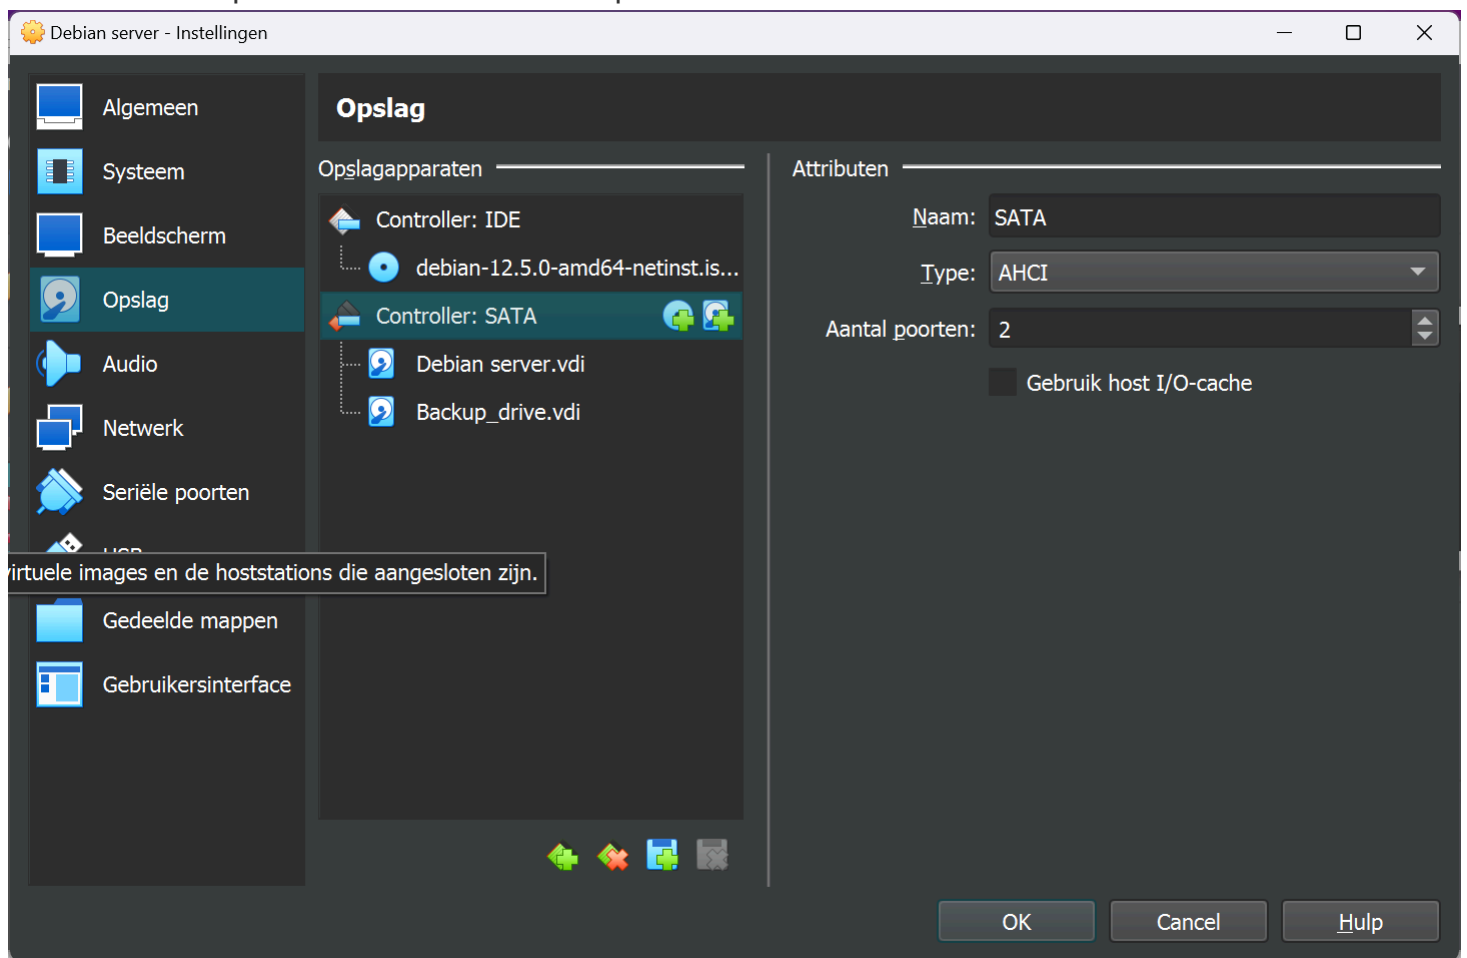 Debian server - Instellingen
Algemeen
Systeem
Beeldscherm
Opslag
Audio
Netwerk
Seriële poorten
virtuele images en de hoststations die aangesloten zijn.
Gedeelde mappen
Gebruikersinterface
Opslag
Opslagapparaten
Controller: IDE
debian-12.5.0-amd64-netinst.is...
Controller: SATA
Debian server.vdi
Backup_drive.vdi
Attributen
Naam: SATA
Type: AHCI
Aantal poorten: 2
Gebruik host I/O-cache
OK Cancel Hulp